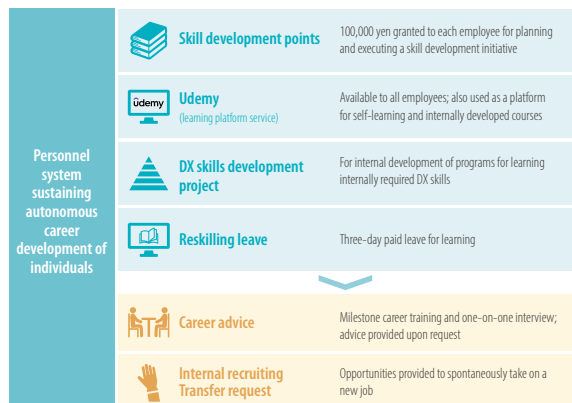 Personnel
system
sustaining
autonomous
career
development of
individuals
Skill development points
100,000 yen granted to each employee for planning
and executing a skill development initiative
ûdemy
Udemy
(learning platform service)
Available to all employees; also used as a platform
for self-learning and internally developed courses
DX skills development
project
For internal development of programs for learning
internally required DX skills
Reskilling leave
Three-day paid leave for learning
Career advice
Milestone career training and one-on-one interview;
advice provided upon request
Internal recruiting
Transfer request
Opportunities provided to spontaneously take on a
new job